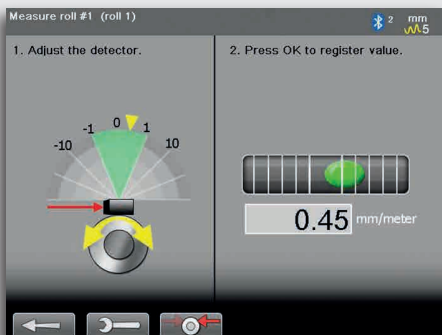 Measure roll #1 (roll 1)
2 mm
5
1. Adjust the detector.
2. Press OK to register value.
-10 -1 0 1 10
0.45 mm/meter